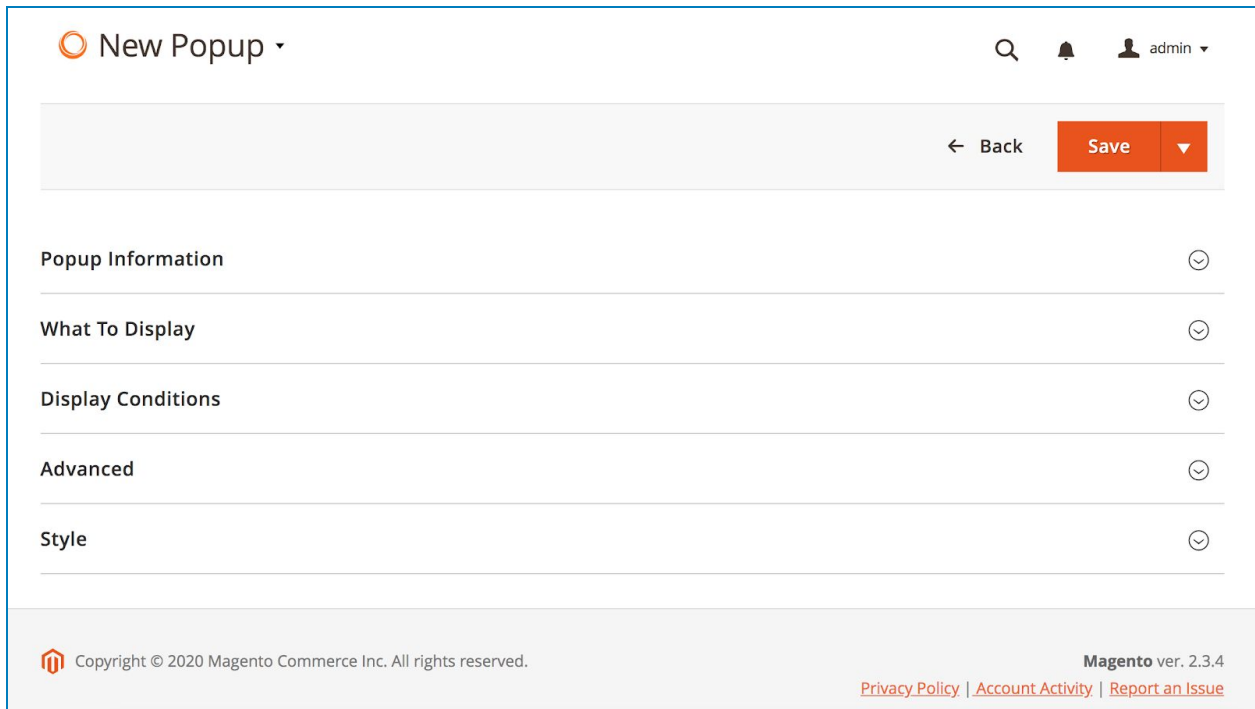 New Popup
admin
← Back
Save
Popup Information
What To Display
Display Conditions
Advanced
Style
Copyright © 2020 Magento Commerce Inc. All rights reserved.
Magento ver. 2.3.4
Privacy Policy | Account Activity | Report an Issue